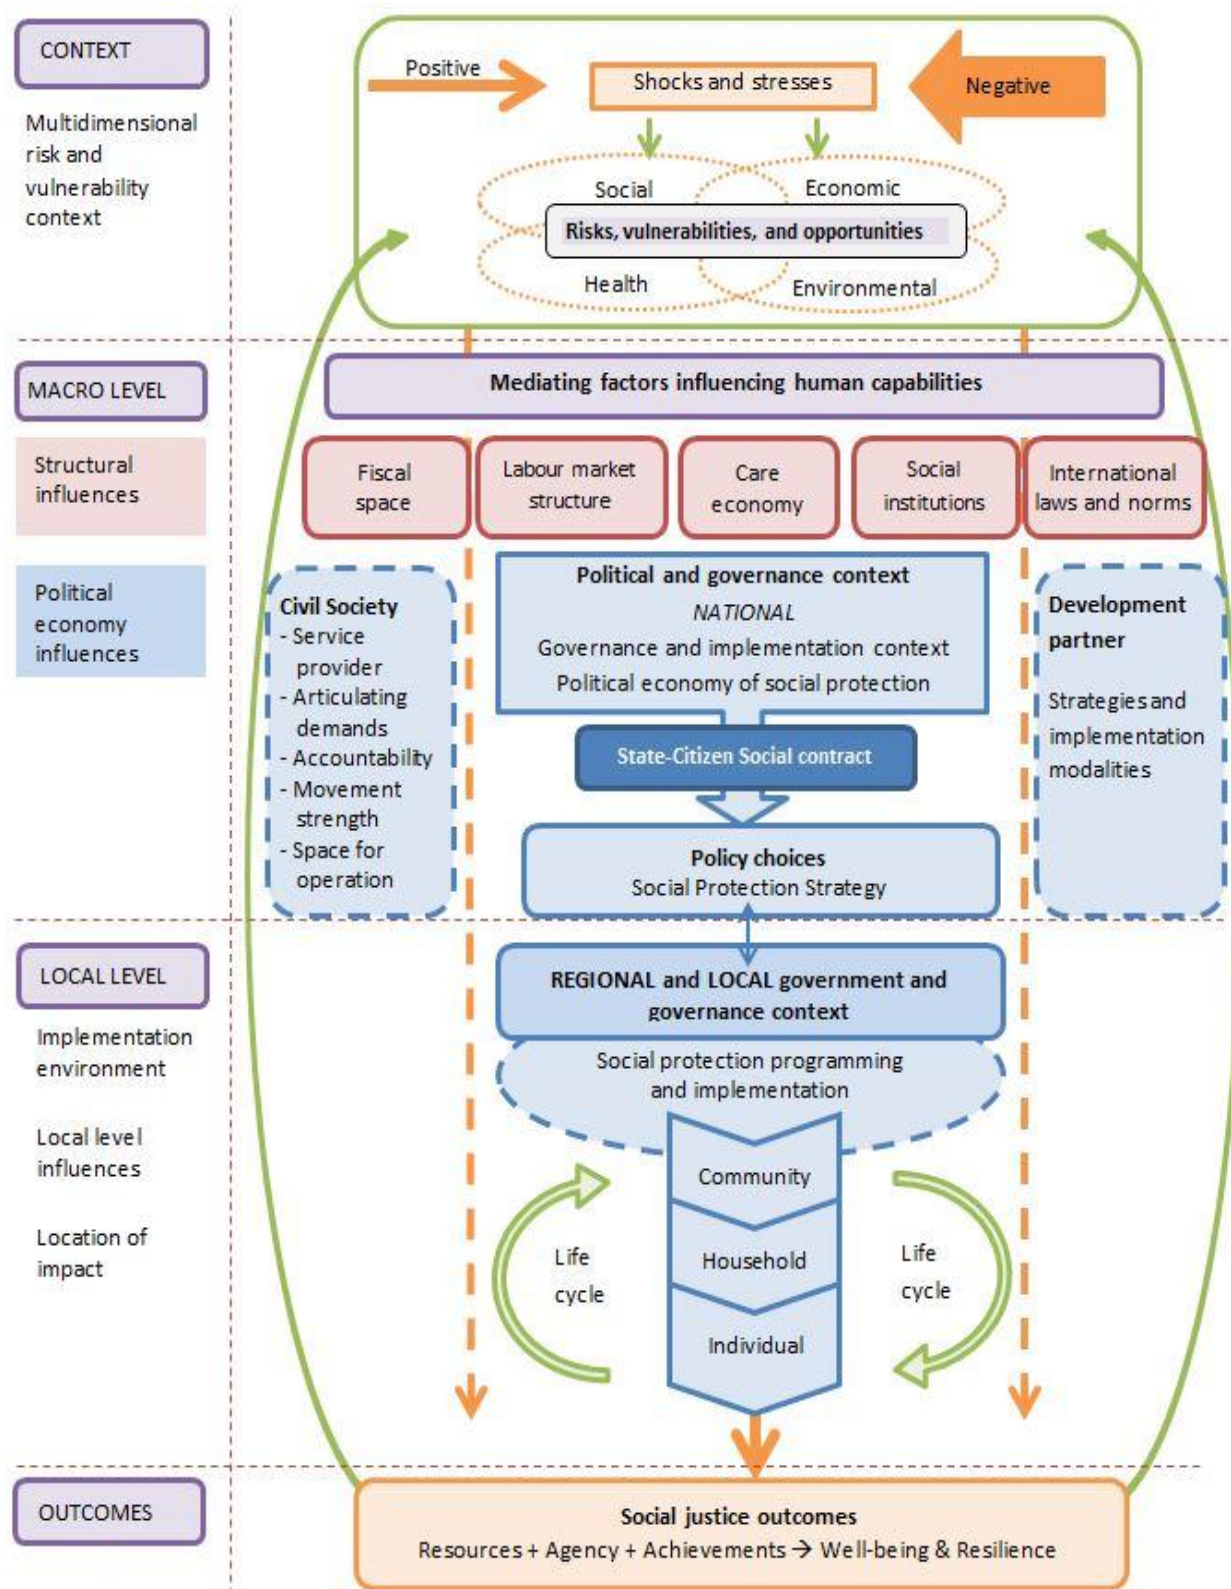 CONTEXT
Multidimensional
risk and
vulnerability
context
Positive
Shocks and stresses
Negative
Social
Economic
Risks, vulnerabilities, and opportunities
Health
Environmental
MACRO LEVEL
Mediating factors influencing human capabilities
Structural
influences
Fiscal
space
Labour market
structure
Care
economy
Social
institutions
International
laws and norms
Political
economy
influences
Civil Society
- Service
provider
- Articulating
demands
- Accountability
- Movement
strength
- Space for
operation
Political and governance context
NATIONAL
Governance and implementation context
Political economy of social protection
State-Citizen Social contract
Policy choices
Social Protection Strategy
Development
partner
Strategies and
implementation
modalities
LOCAL LEVEL
Implementation
environment
Local level
influences
Location of
impact
REGIONAL and LOCAL government and
governance context
Social protection programming
and implementation
Community
Household
Individual
Life
cycle
Life
cycle
OUTCOMES
Social justice outcomes
Resources + Agency + Achievements → Well-being & Resilience